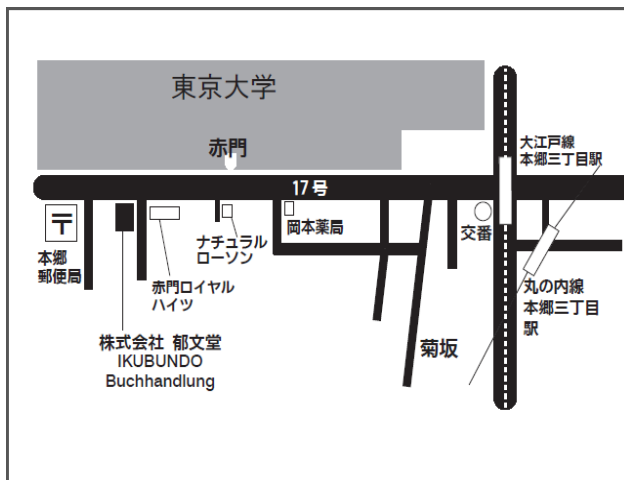 東京大学
赤門
大江戸線
本郷三丁目駅
17号
〒
本郷
郵便局
ナチュラル
ローソン
岡本薬局
交番
赤門ロイヤル
ハイツ
丸の内線
本郷三丁目
駅
株式会社 郁文堂
IKUBUNDO
Buchhandlung
菊坂